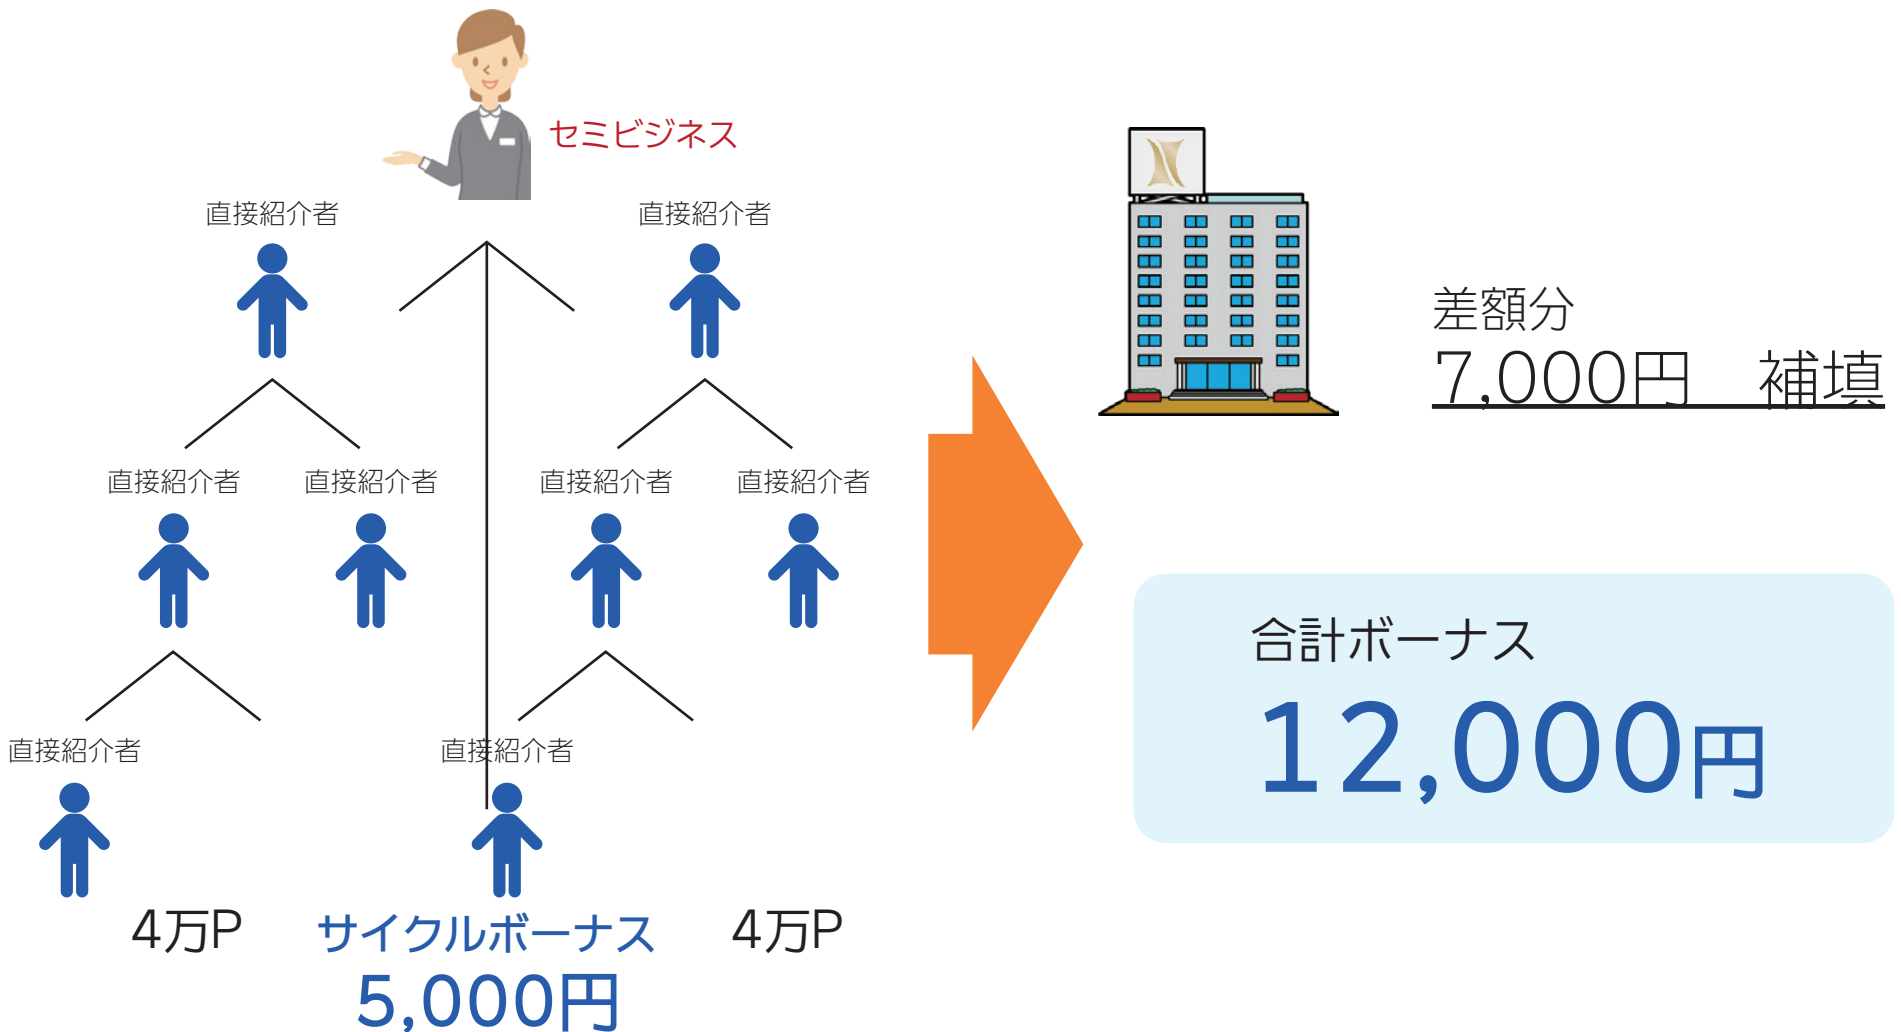 セミビジネス
直接紹介者
直接紹介者
直接紹介者
直接紹介者
直接紹介者
直接紹介者
直接紹介者
直接紹介者
4万P
サイクルボーナス
5,000円
4万P
差額分
7,000円　補填
合計ボーナス
12,000円